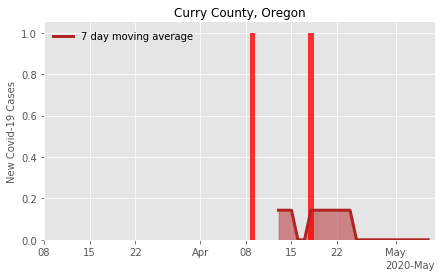 Curry County, Oregon
7 day moving average
New Covid-19 Cases
1.0
0.8
0.6
0.4
0.2
0.0
08 15 22 Apr 08 15 22 May
2020-May